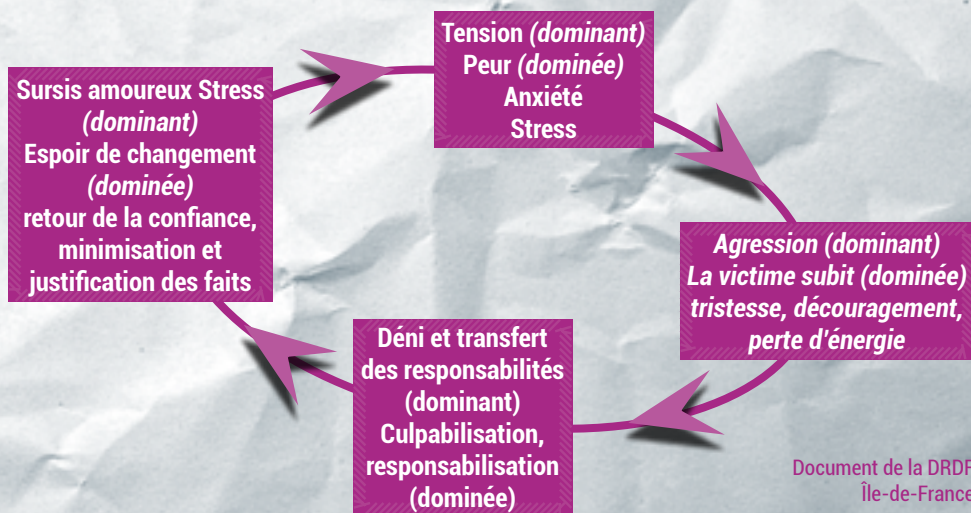 Tension (dominant)
Peur (dominée)
Anxiété
Stress
Agression (dominant)
La victime subit (dominée)
tristesse, découragement,
perte d'énergie
Déni et transfert
des responsabilités
(dominant)
Culpabilisation,
responsabilisation
(dominée)
Sursis amoureux Stress
(dominant)
Espoir de changement
(dominée)
retour de la confiance,
minimisation et
justification des faits
Document de la DRDF
Île-de-France